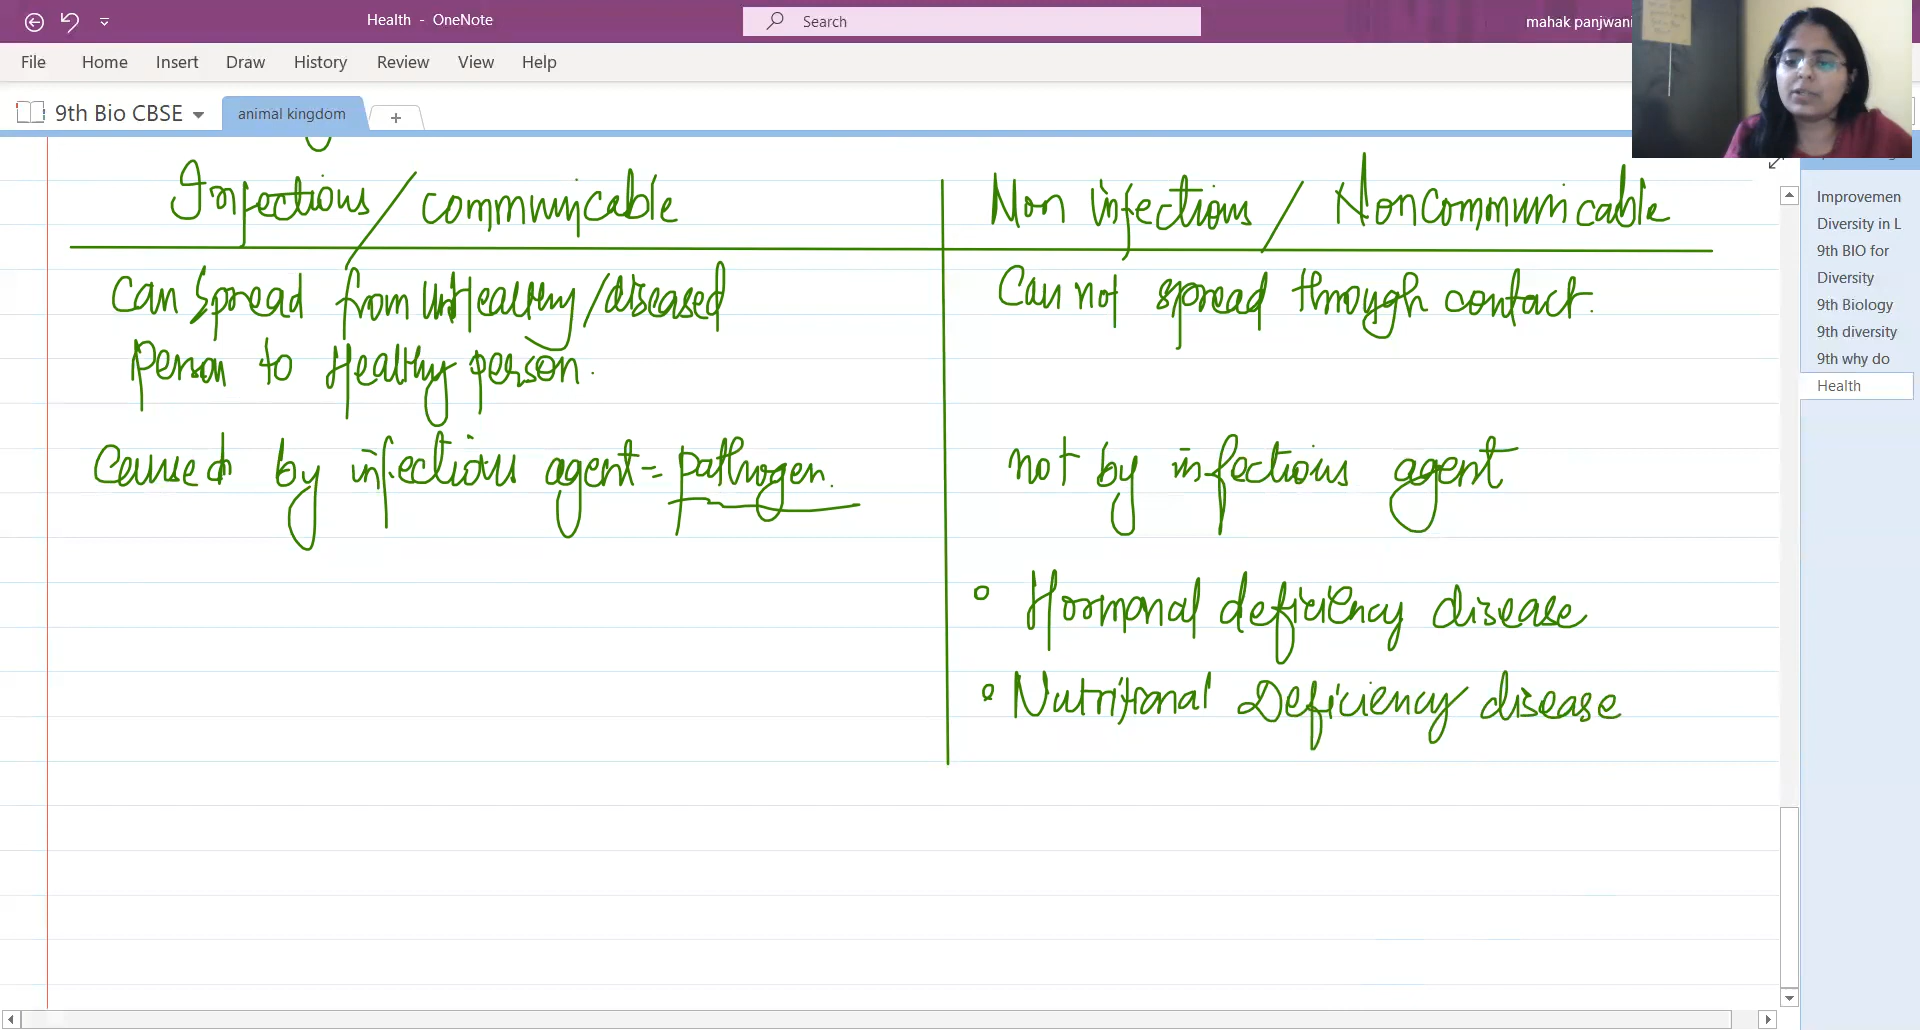 Health - OneNote
Search
mahak panjwani
File Home Insert Draw History Review View Help
9th Bio CBSE
animal kingdom
+
Infectious / communicable
Non infectious / Noncommunicable
Can spread from unHealthy/diseased
person to Healthy person.
Can not spread through contact.
Caused by infectious agent = pathogen.
not by infectious agent
Hormonal deficiency disease
Nutritional Deficiency disease
Improvemen
Diversity in L
9th BIO for
Diversity
9th Biology
9th diversity
9th why do
Health